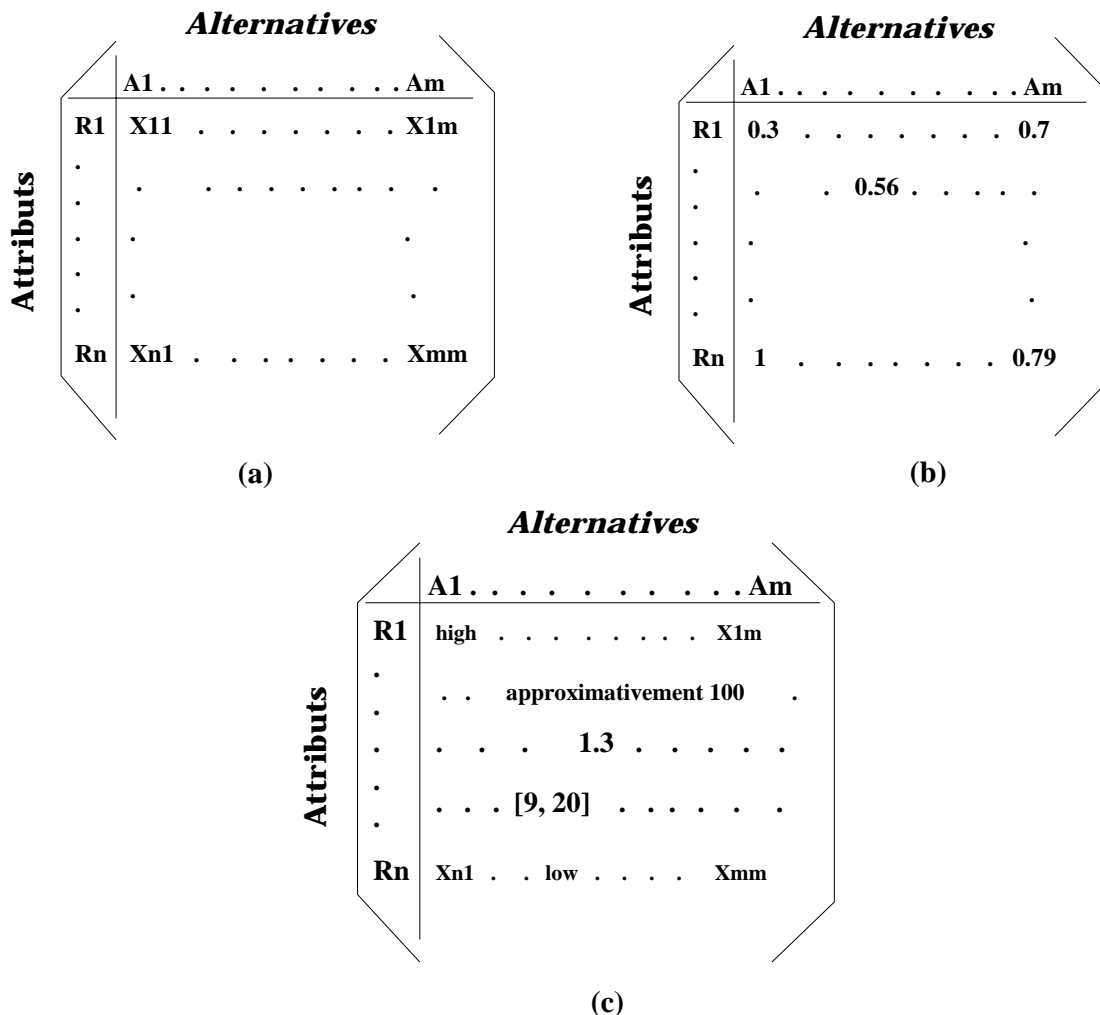 Alternatives
A1 . . . . . . . . . . Am
R1 X11 . . . . . . . X1m
. . . . . . . . . .
Attributs
Rn Xn1 . . . . . . . Xmm
(a)
Alternatives
A1 . . . . . . . . . . Am
R1 0.3 . . . . . . . 0.7
. . 0.56 . . . . .
Attributs
Rn 1 . . . . . . . 0.79
(b)
Alternatives
A1 . . . . . . . . . . Am
R1 high . . . . . . . . X1m
. . approximativement 100 .
. . . . 1.3 . . . . .
Attributs
. . . [9, 20] . . . . . .
Rn Xn1 . . low . . . . Xmm
(c)